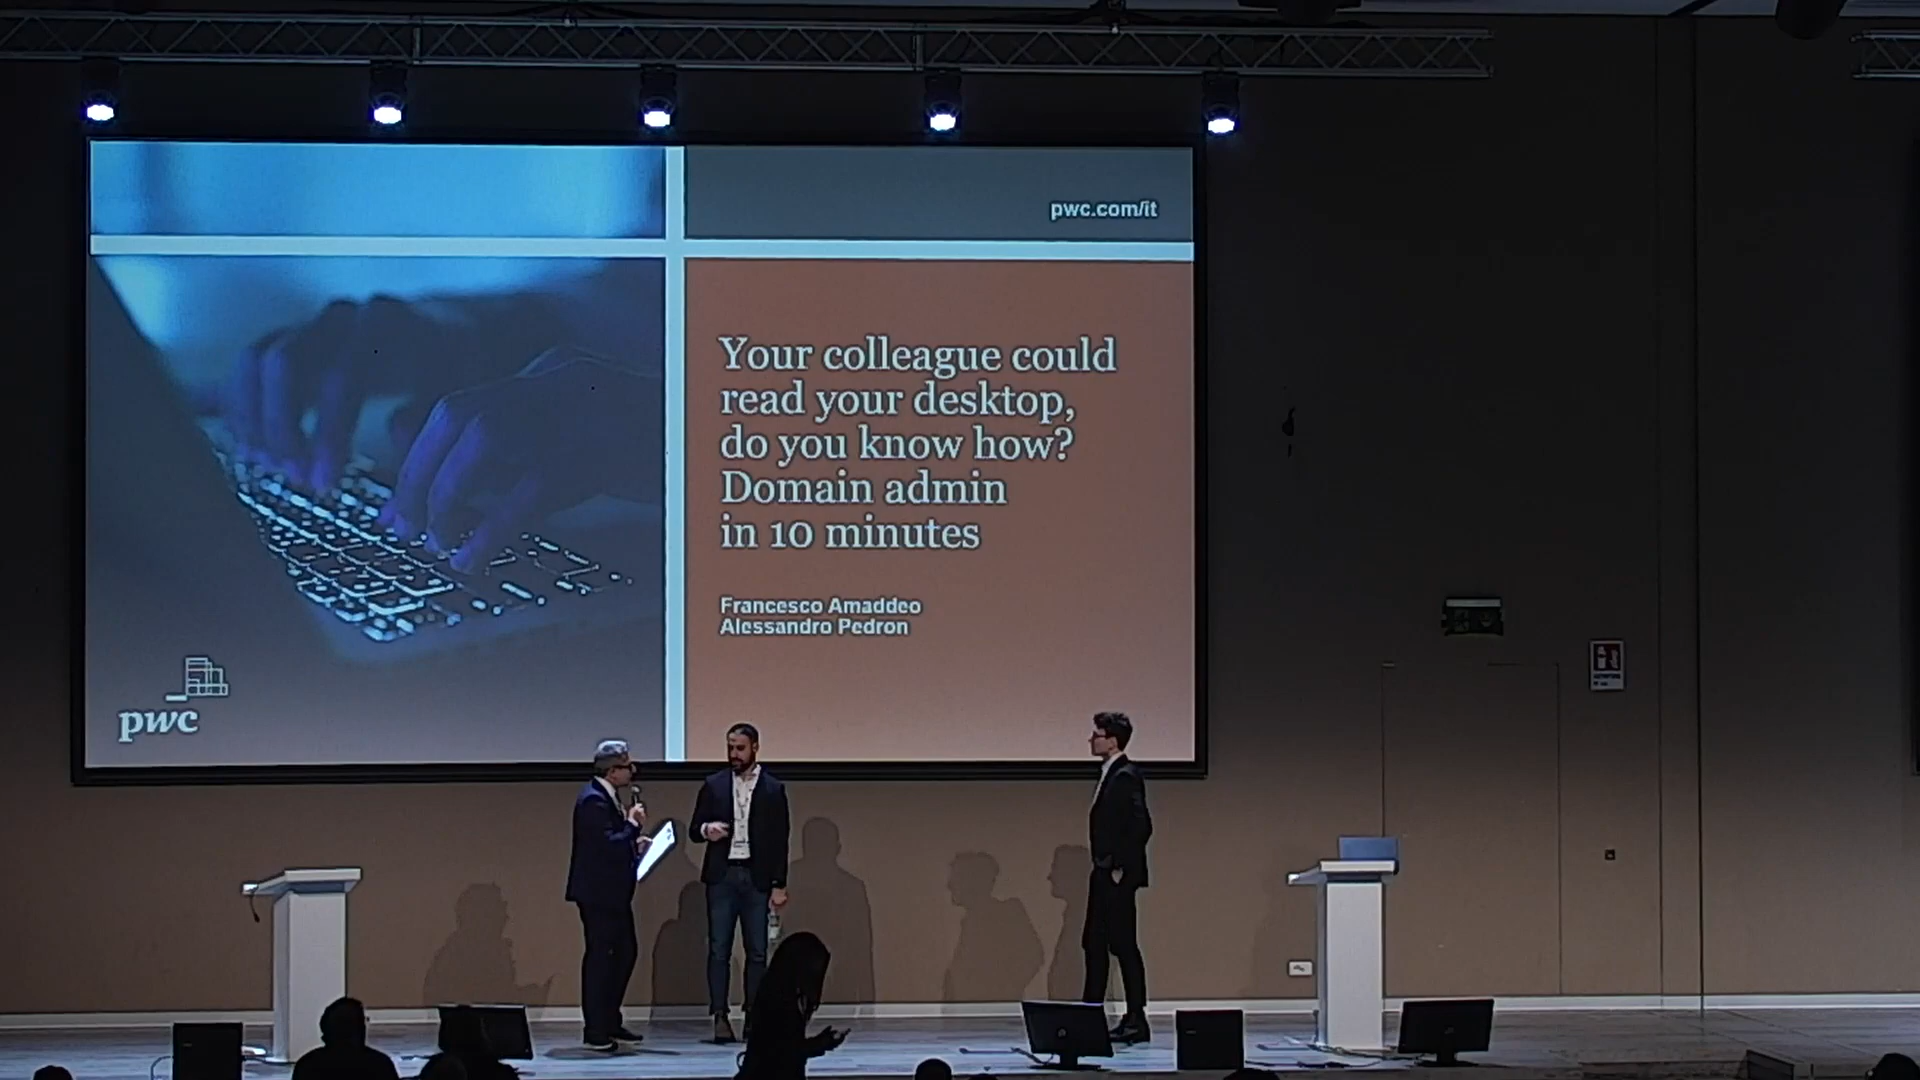 pwc.com/it
Your colleague could
read your desktop,
do you know how?
Domain admin
in 10 minutes
Francesco Amaddeo
Alessandro Pedron
pwc